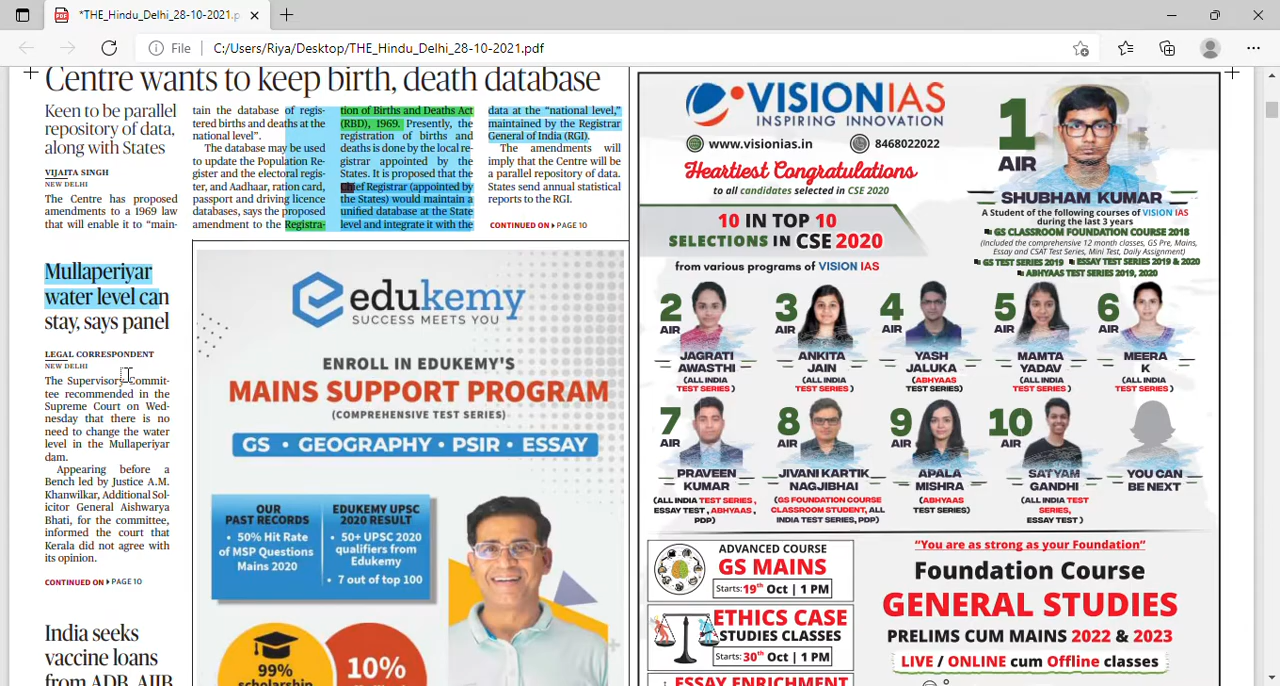 *THE_Hindu_Delhi_28-10-2021.p
File
C:/Users/Riya/Desktop/THE_Hindu_Delhi_28-10-2021.pdf
Centre wants to keep birth, death database
Keen to be parallel
repository of data,
along with States
VIJAITA SINGH
NEW DELHI
The Centre has proposed
amendments to a 1969 law
that will enable it to “main-
tain the database of regis-
tered births and deaths at the
national level”.
The database may be used
to update the Population Re-
gister and the electoral regis-
ter, and Aadhaar, ration card,
passport and driving licence
databases, says the proposed
amendment to the Registra-
tion of Births and Deaths Act
(RBD), 1969. Presently, the
registration of births and
deaths is done by the local re-
gistrar appointed by the
States. It is proposed that the
Chief Registrar (appointed by
the States) would maintain a
unified database at the State
level and integrate it with the
data at the “national level,”
maintained by the Registrar
General of India (RGI).
The amendments will
imply that the Centre will be
a parallel repository of data.
States send annual statistical
reports to the RGI.
CONTINUED ON PAGE 10
Mullaperiyar
water level can
stay, says panel
LEGAL CORRESPONDENT
NEW DELHI
The Supervisory Commit-
tee recommended in the
Supreme Court on Wed-
nesday that there is no
need to change the water
level in the Mullaperiyar
dam.
Appearing before a
Bench led by Justice A.M.
Khanwilkar, Additional Sol-
icitor General Aishwarya
Bhati, for the committee,
informed the court that
Kerala did not agree with
its opinion.
CONTINUED ON PAGE 10
India seeks
vaccine loans
from ADB, AIIB
edukemy
SUCCESS MEETS YOU
ENROLL IN EDUKEMY'S
MAINS SUPPORT PROGRAM
(COMPREHENSIVE TEST SERIES)
GS • GEOGRAPHY • PSIR • ESSAY
OUR
PAST RECORDS
• 50% Hit Rate
of MSP Questions
Mains 2020
EDUKEMY UPSC
2020 RESULT
• 50+ UPSC 2020
qualifiers from
Edukemy
• 7 out of top 100
99%
scholarship
10%
VISIONIAS
INSPIRING INNOVATION
www.visionias.in
8468022022
Heartiest Congratulations
to all candidates selected in CSE 2020
1
AIR
SHUBHAM KUMAR
A Student of the following courses of VISION IAS
during the last 3 years
GS CLASSROOM FOUNDATION COURSE 2018
(Including the comprehensive 12 month classes, GS Pre, Mains,
Essay and CSAT Test Series, Mini Test, Daily Assignment)
GS TEST SERIES 2019 ESSAY TEST SERIES 2019 & 2020
ABHYAAS TEST SERIES 2019, 2020
10 IN TOP 10
SELECTIONS IN CSE 2020
from various programs of VISION IAS
2
AIR
JAGRATI
AWASTHI
(ALL INDIA
TEST SERIES)
3
AIR
ANKITA
JAIN
(ALL INDIA
TEST SERIES)
4
AIR
YASH
JALUKA
(ABHYAAS
TEST SERIES)
5
AIR
MAMTA
YADAV
(ALL INDIA
TEST SERIES)
6
AIR
MEERA
K
(ALL INDIA
TEST SERIES)
7
AIR
PRAVEEN
KUMAR
(ALL INDIA TEST SERIES,
ESSAY TEST, ABHYAAS,
PDP)
8
AIR
JIVANI KARTIK
NAGJIBHAI
(GS FOUNDATION COURSE
CLASSROOM STUDENT, ALL
INDIA TEST SERIES, PDP)
9
AIR
APALA
MISHRA
(ABHYAAS
TEST SERIES)
10
AIR
SATYAM
GANDHI
(ALL INDIA TEST
SERIES,
ESSAY TEST)
YOU CAN
BE NEXT
ADVANCED COURSE
GS MAINS
Starts: 19th Oct | 1 PM
ETHICS CASE
STUDIES CLASSES
Starts: 30th Oct | 1 PM
ESSAY ENRICHMENT
“You are as strong as your Foundation”
Foundation Course
GENERAL STUDIES
PRELIMS CUM MAINS 2022 & 2023
LIVE / ONLINE cum Offline classes